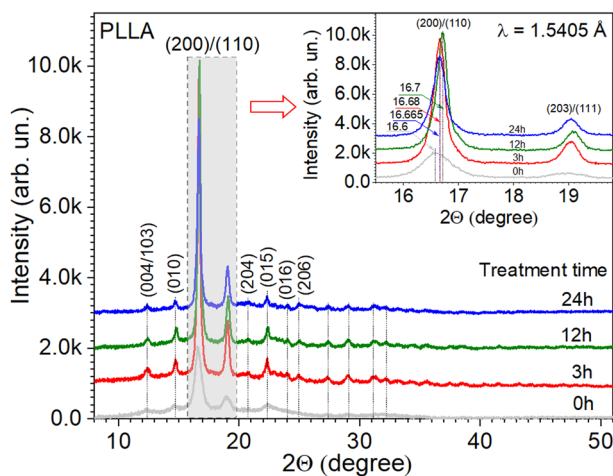 PLLA
(200)/(110)
10.0k
8.0k
6.0k
4.0k
2.0k
0.0
Intensity (arb. un.)
(004/103)
(010)
(204)
(015)
(016)
(206)
Treatment time
24h
12h
3h
0h
10
20
30
40
50
2Θ (degree)
(200)/(110)
λ = 1.5405 Å
10.0k
8.0k
6.0k
4.0k
2.0k
0.0
Intensity (arb. un.)
16.7
16.68
16.665
16.6
(203)/(111)
24h
12h
3h
0h
16
17
18
19
2Θ (degree)